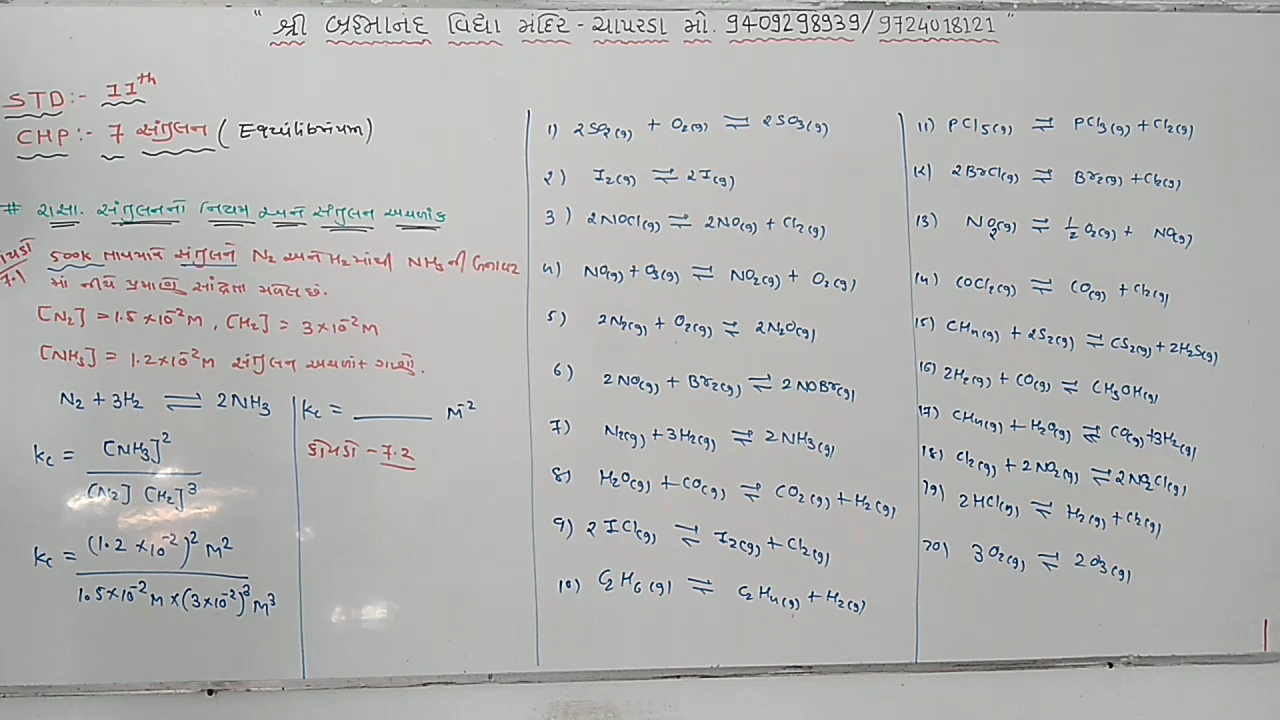 " શ્રી બ્રહ્માનંદ વિદ્યા મંદિર - ચાપરડા મો. 9409298939/9724018121 "
STD:- 11th
CHP:- 7 સંતુલન (Equilibrium)
# રાસા. સંતુલનનો નિયમ અને સંતુલન અચળાંક
કોયડો 7.1 500K તાપમાને સંતુલને N2 અને H2 માંથી NH3 ની બનાવટ
માં નીચે પ્રમાણે સાંદ્રતા મળેલ છે.
[N2] = 1.5 × 10⁻² M, [H2] = 3 × 10⁻² M
[NH3] = 1.2 × 10⁻² M સંતુલન અચળાંક ગણો.
N2 + 3H2 ⇌ 2NH3
Kc = [NH3]² / [N2] [H2]³
Kc = (1.2 × 10⁻²)² M² / 1.5 × 10⁻² M × (3 × 10⁻²)³ M³
Kc = ______ M⁻²
કોયડો - 7.2
1) 2SO2(g) + O2(g) ⇌ 2SO3(g)
2) I2(g) ⇌ 2I(g)
3) 2NOCl(g) ⇌ 2NO(g) + Cl2(g)
4) NO(g) + O3(g) ⇌ NO2(g) + O2(g)
5) 2N2(g) + O2(g) ⇌ 2N2O(g)
6) 2NO(g) + Br2(g) ⇌ 2NOBr(g)
7) N2(g) + 3H2(g) ⇌ 2NH3(g)
8) H2O(g) + CO(g) ⇌ CO2(g) + H2(g)
9) 2ICl(g) ⇌ I2(g) + Cl2(g)
10) C2H6(g) ⇌ C2H4(g) + H2(g)
11) PCl5(g) ⇌ PCl3(g) + Cl2(g)
12) 2BrCl(g) ⇌ Br2(g) + Cl2(g)
13) NO2(g) ⇌ ½ O2(g) + NO(g)
14) COCl2(g) ⇌ CO(g) + Cl2(g)
15) CH4(g) + 2S2(g) ⇌ CS2(g) + 2H2S(g)
16) 2H2(g) + CO(g) ⇌ CH3OH(g)
17) CH4(g) + H2O(g) ⇌ CO(g) + 3H2(g)
18) Cl2(g) + 2NO2(g) ⇌ 2NO2Cl(g)
19) 2HCl(g) ⇌ H2(g) + Cl2(g)
20) 3O2(g) ⇌ 2O3(g)